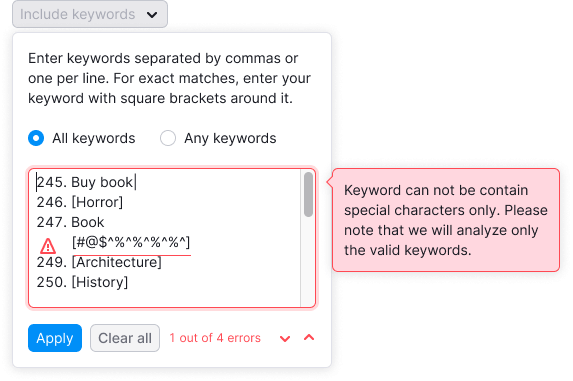 Include keywords
Enter keywords separated by commas or
one per line. For exact matches, enter your
keyword with square brackets around it.
All keywords Any keywords
245. Buy book
246. [Horror]
247. Book
[#@$^%^%^%^%^]
249. [Architecture]
250. [History]
Keyword can not be contain
special characters only. Please
note that we will analyze only
the valid keywords.
Apply Clear all 1 out of 4 errors